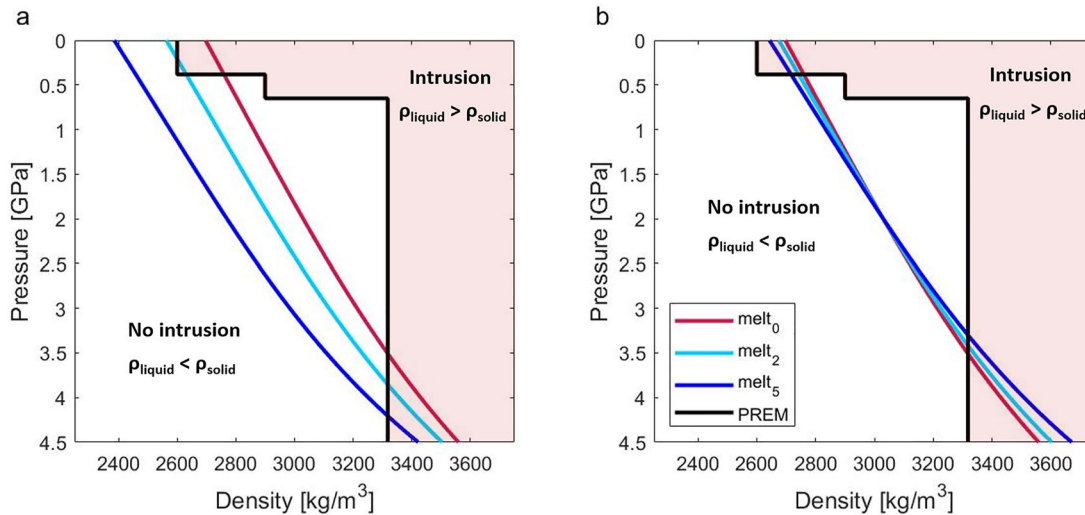 a
0
0.5
1
1.5
2
2.5
3
3.5
4
4.5
Pressure [GPa]
2400 2600 2800 3000 3200 3400 3600
Density [kg/m³]
Intrusion
ρliquid > ρsolid
No intrusion
ρliquid < ρsolid
b
0
0.5
1
1.5
2
2.5
3
3.5
4
4.5
Pressure [GPa]
2400 2600 2800 3000 3200 3400 3600
Density [kg/m³]
Intrusion
ρliquid > ρsolid
No intrusion
ρliquid < ρsolid
melt₀
melt₂
melt₅
PREM